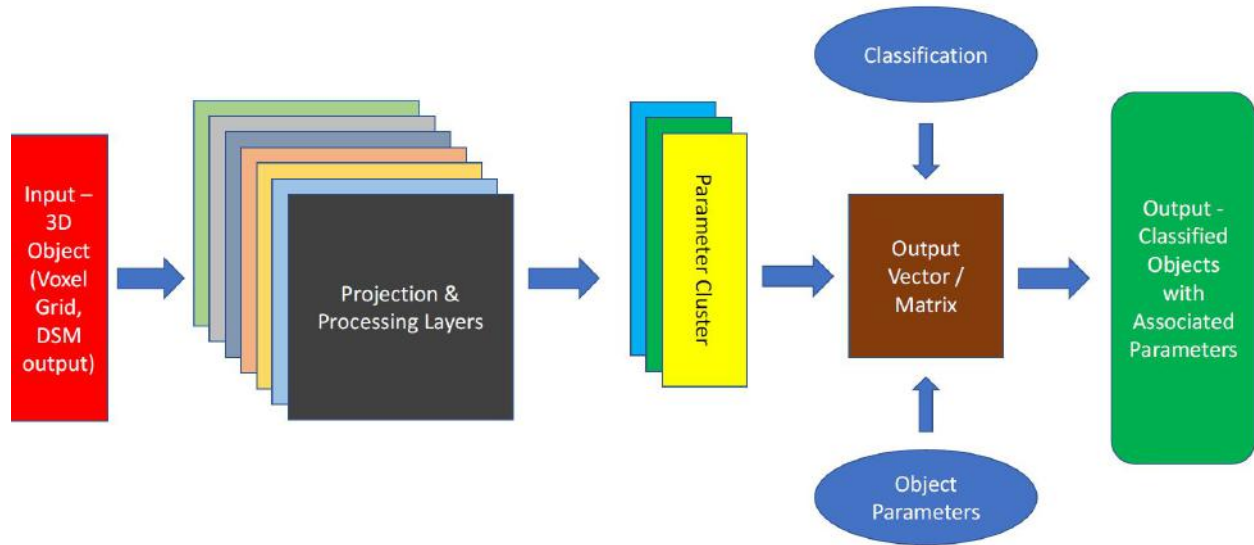 Input –
3D
Object
(Voxel
Grid,
DSM
output)
Projection &
Processing Layers
Parameter Cluster
Classification
Output
Vector /
Matrix
Object
Parameters
Output -
Classified
Objects
with
Associated
Parameters